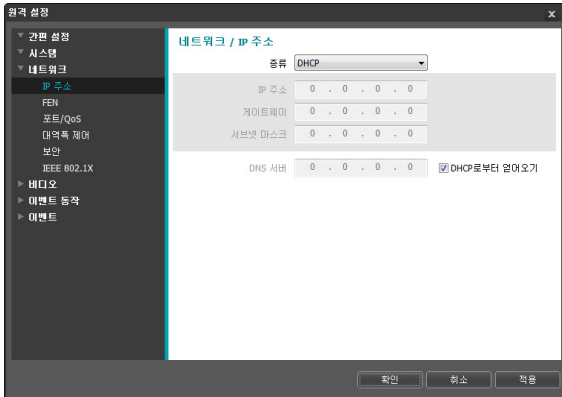 원격 설정
x
간편 설정
시스템
네트워크
IP 주소
FEN
포트/QoS
대역폭 제어
보안
IEEE 802.1X
비디오
이벤트 동작
이벤트
네트워크 / IP 주소
종류 DHCP
IP 주소 0 . 0 . 0 . 0
게이트웨이 0 . 0 . 0 . 0
서브넷 마스크 0 . 0 . 0 . 0
DNS 서버 0 . 0 . 0 . 0 DHCP로부터 얻어오기
확인 취소 적용